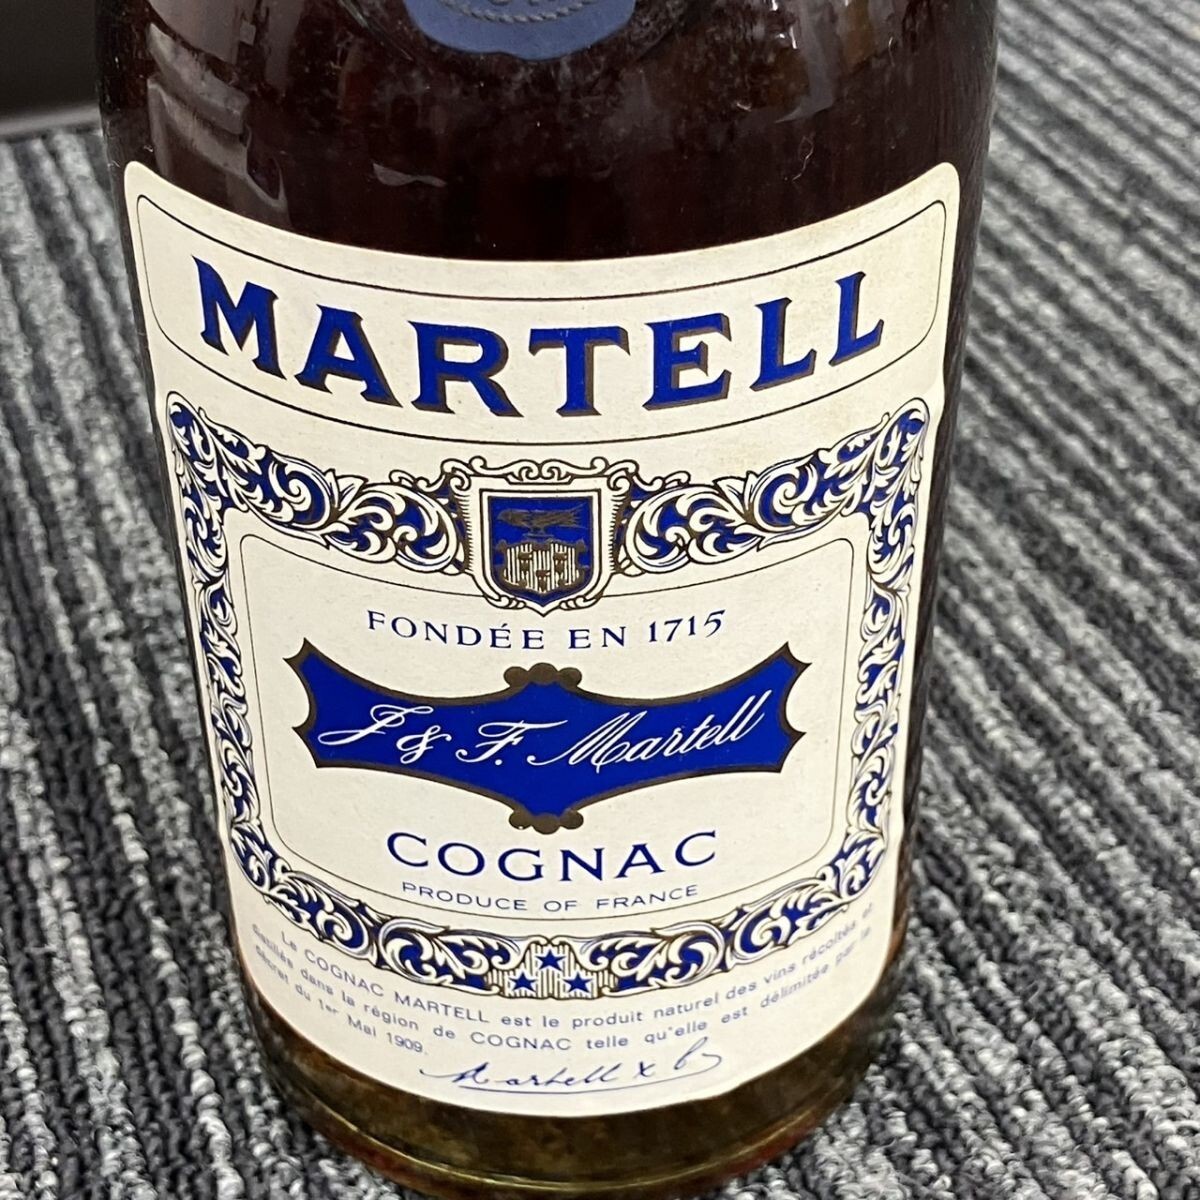 MARTELL
FONDÉE EN 1715
J & F. Martell
COGNAC
PRODUCE OF FRANCE
Le COGNAC MARTELL est le produit naturel des vins récoltés et
distillés dans la région de COGNAC telle qu'elle est délimitée par le
décret du 1er Mai 1909.
Martell & Co